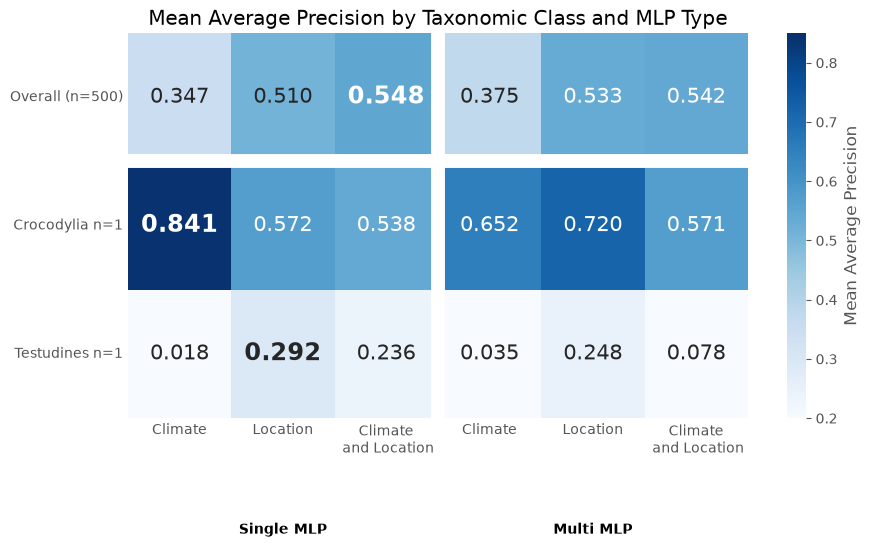 Mean Average Precision by Taxonomic Class and MLP Type
Overall (n=500) 0.347 0.510 0.548 0.375 0.533 0.542
Crocodylia n=1 0.841 0.572 0.538 0.652 0.720 0.571
Testudines n=1 0.018 0.292 0.236 0.035 0.248 0.078
Climate Location Climate and Location Climate Location Climate and Location
Single MLP Multi MLP
0.8
0.7
0.6
0.5
0.4
0.3
0.2
Mean Average Precision